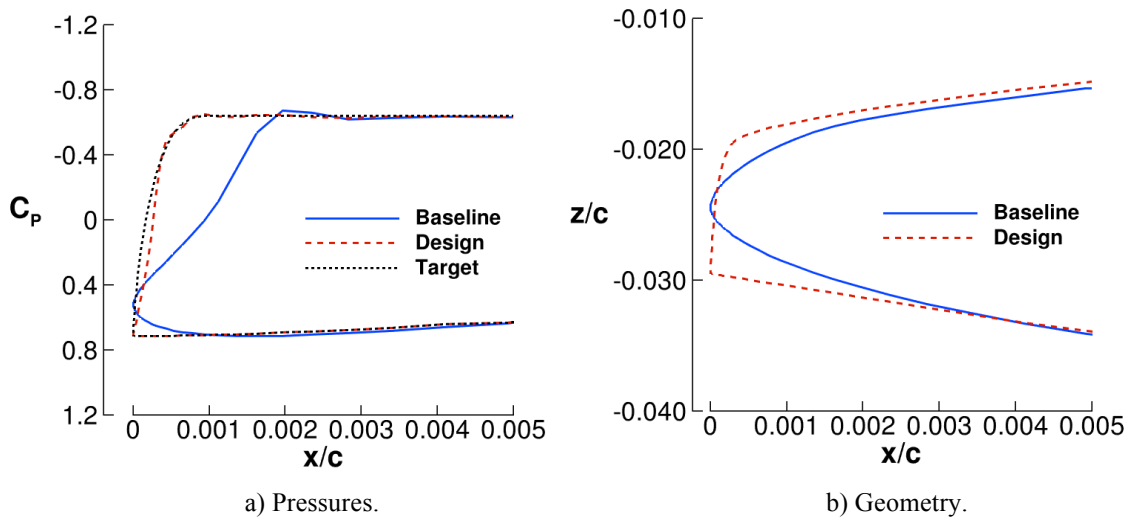 -1.2
-0.8
-0.4
0
0.4
0.8
1.2
C_P
Baseline
Design
Target
0 0.001 0.002 0.003 0.004 0.005
x/c
a) Pressures.
-0.010
-0.020
-0.030
-0.040
z/c
Baseline
Design
0 0.001 0.002 0.003 0.004 0.005
x/c
b) Geometry.